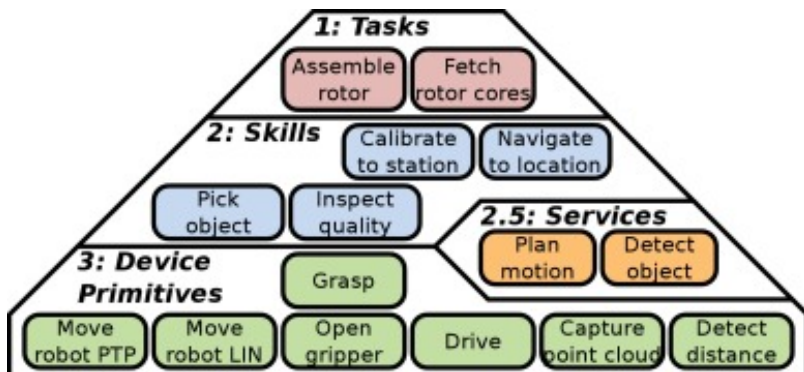 1: Tasks
Assemble
rotor
Fetch
rotor cores
2: Skills
Calibrate
to station
Navigate
to location
Pick
object
Inspect
quality
2.5: Services
Plan
motion
Detect
object
3: Device
Primitives
Grasp
Move
robot PTP
Move
robot LIN
Open
gripper
Drive
Capture
point cloud
Detect
distance